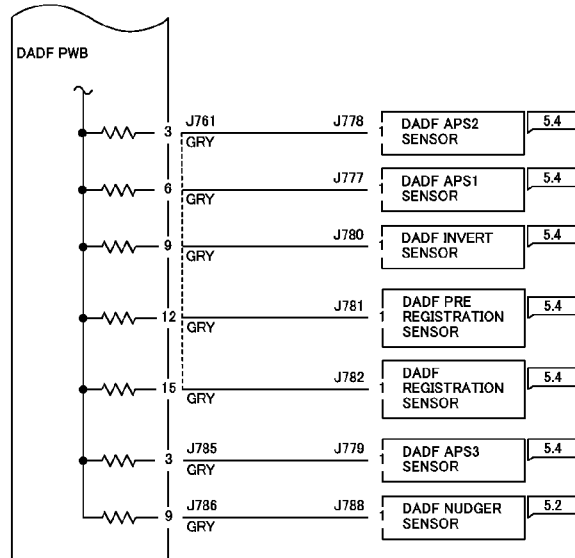 DADF PWB
3 J761 GRY J778 1 DADF APS2 SENSOR 5.4
6 GRY J777 1 DADF APS1 SENSOR 5.4
9 GRY J780 1 DADF INVERT SENSOR 5.4
12 GRY J781 1 DADF PRE REGISTRATION SENSOR 5.4
15 GRY J782 1 DADF REGISTRATION SENSOR 5.4
3 J785 GRY J779 1 DADF APS3 SENSOR 5.4
9 J786 GRY J788 1 DADF NUDGER SENSOR 5.2